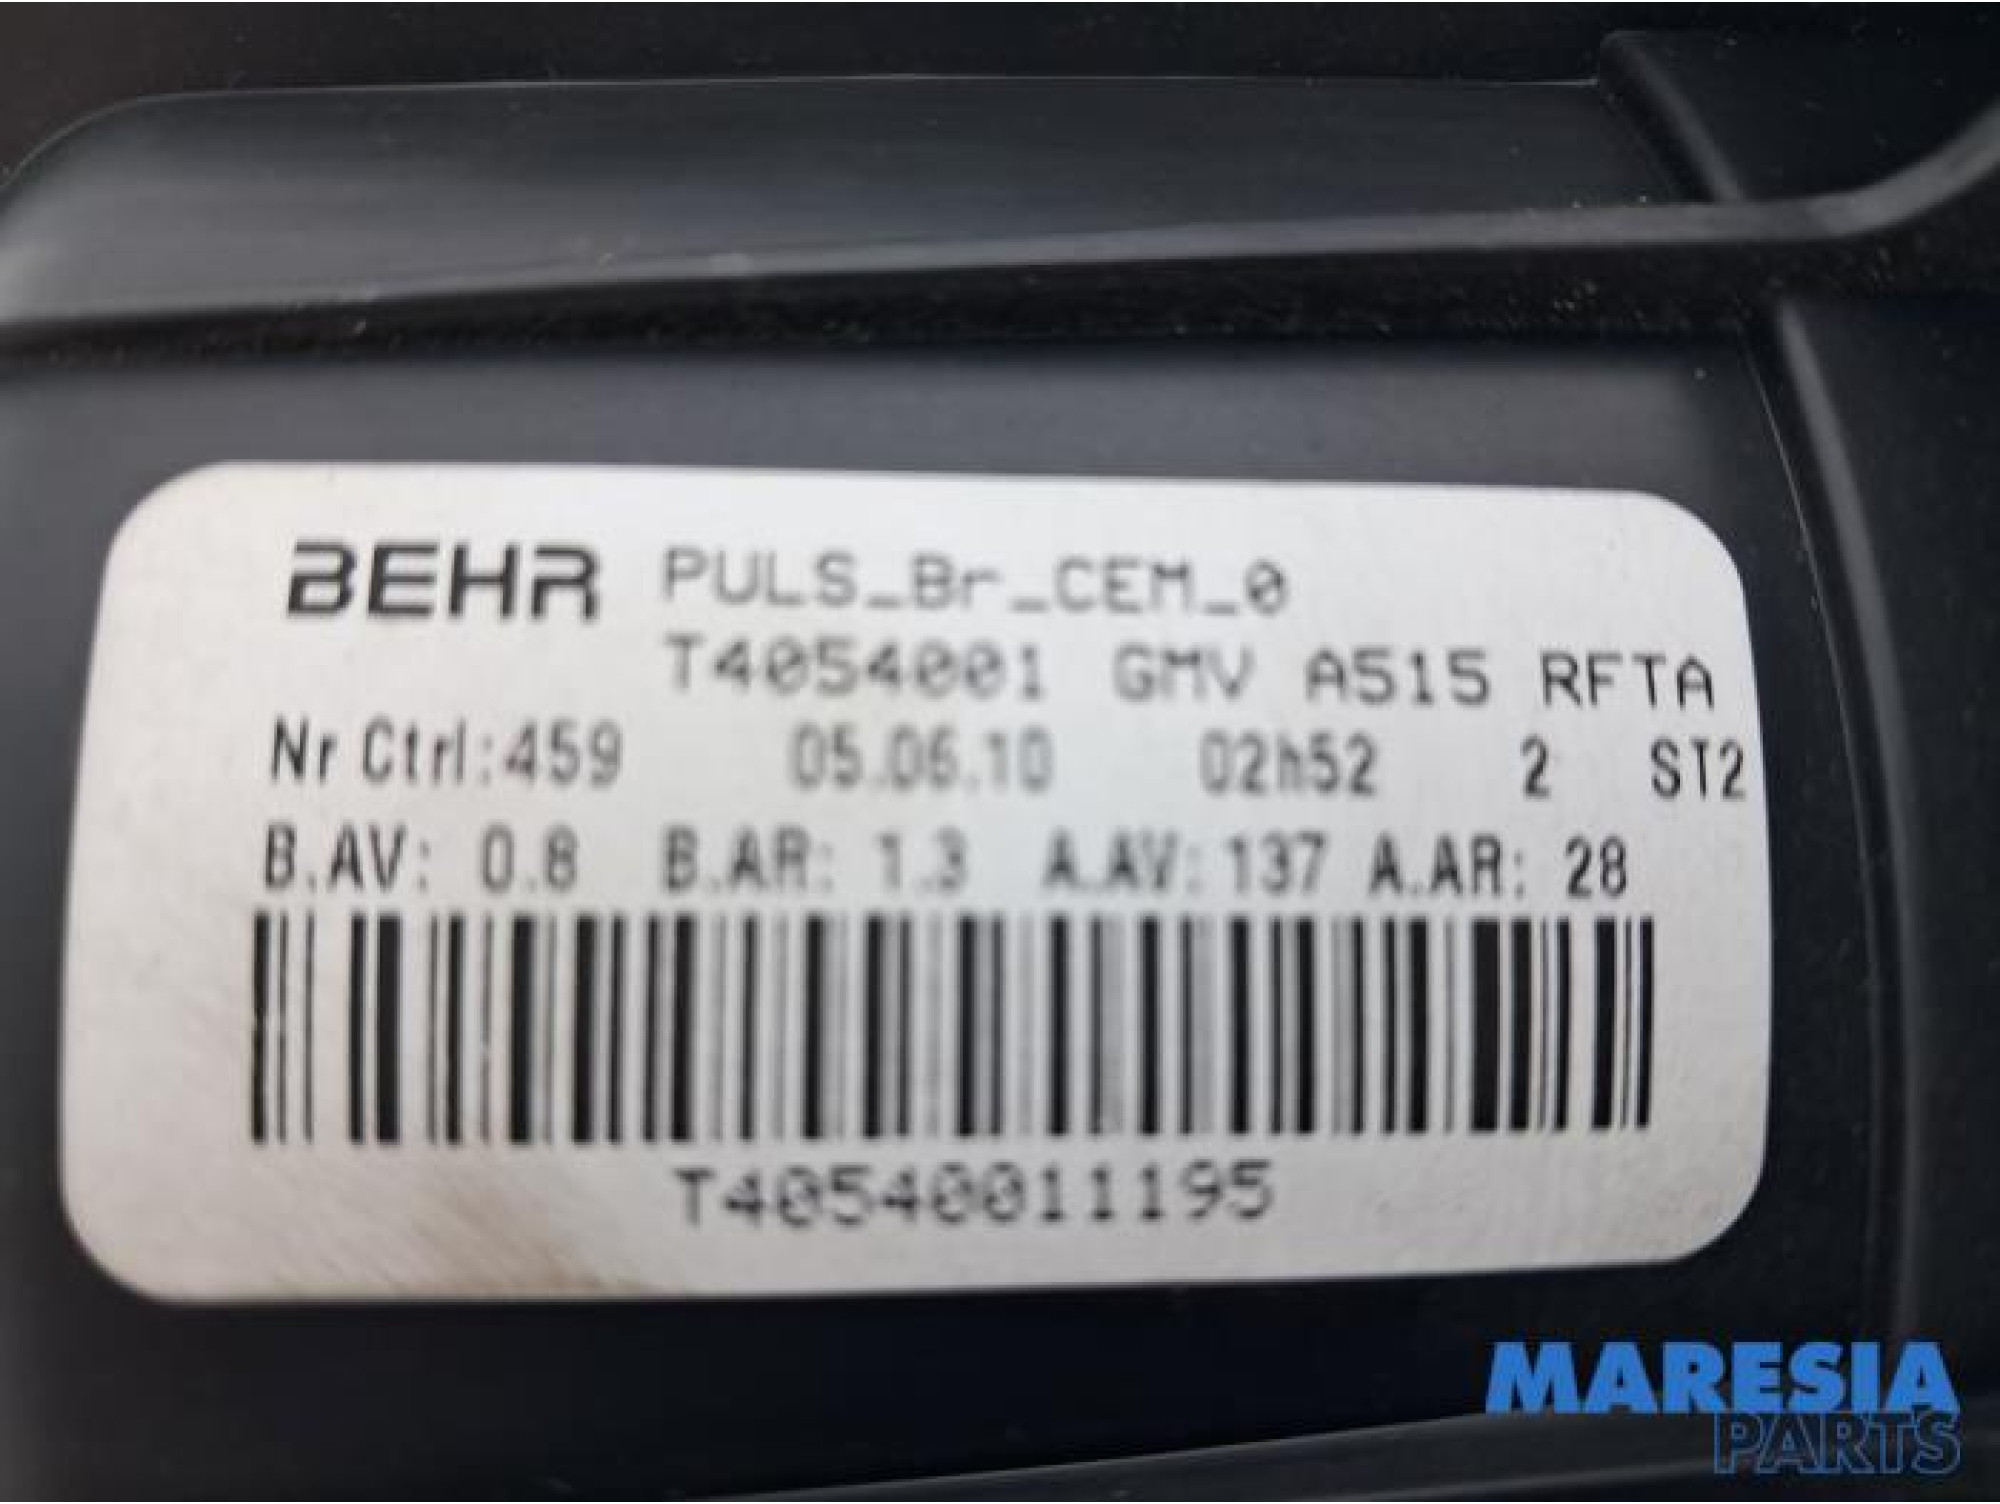 BEHR PULS_Br_CEM_0
T4054001 GMV A515 RFTA
Nr Ctrl:459 05.06.10 02h52 2 ST2
B.AV: 0.8 B.AR: 1.3 A.AV: 137 A.AR: 28
T40540011195
MARESIA
PARTS